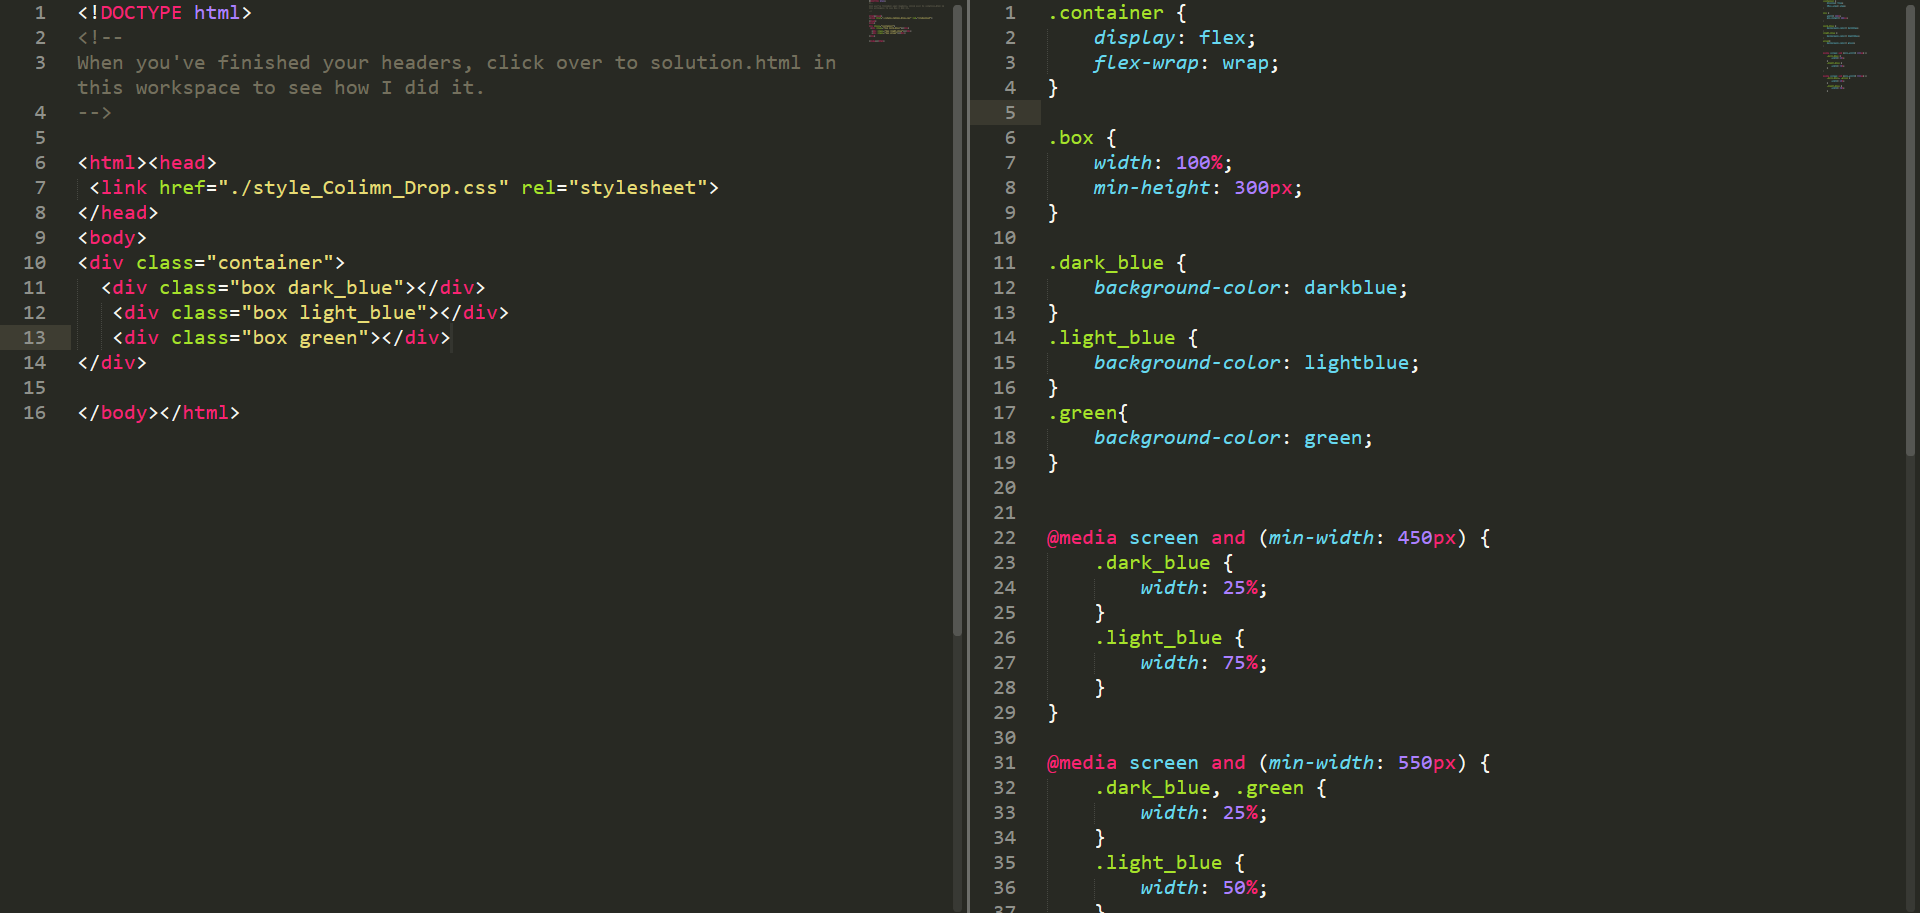 1 <!DOCTYPE html>
2 <!--
3 When you've finished your headers, click over to solution.html in
this workspace to see how I did it.
4 -->
5
6 <html><head>
7 <link href="./style_Colimn_Drop.css" rel="stylesheet">
8 </head>
9 <body>
10 <div class="container">
11 <div class="box dark_blue"></div>
12 <div class="box light_blue"></div>
13 <div class="box green"></div>
14 </div>
15
16 </body></html>
1 .container {
2 display: flex;
3 flex-wrap: wrap;
4 }
5
6 .box {
7 width: 100%;
8 min-height: 300px;
9 }
10
11 .dark_blue {
12 background-color: darkblue;
13 }
14 .light_blue {
15 background-color: lightblue;
16 }
17 .green{
18 background-color: green;
19 }
20
21
22 @media screen and (min-width: 450px) {
23 .dark_blue {
24 width: 25%;
25 }
26 .light_blue {
27 width: 75%;
28 }
29 }
30
31 @media screen and (min-width: 550px) {
32 .dark_blue, .green {
33 width: 25%;
34 }
35 .light_blue {
36 width: 50%;
37 }